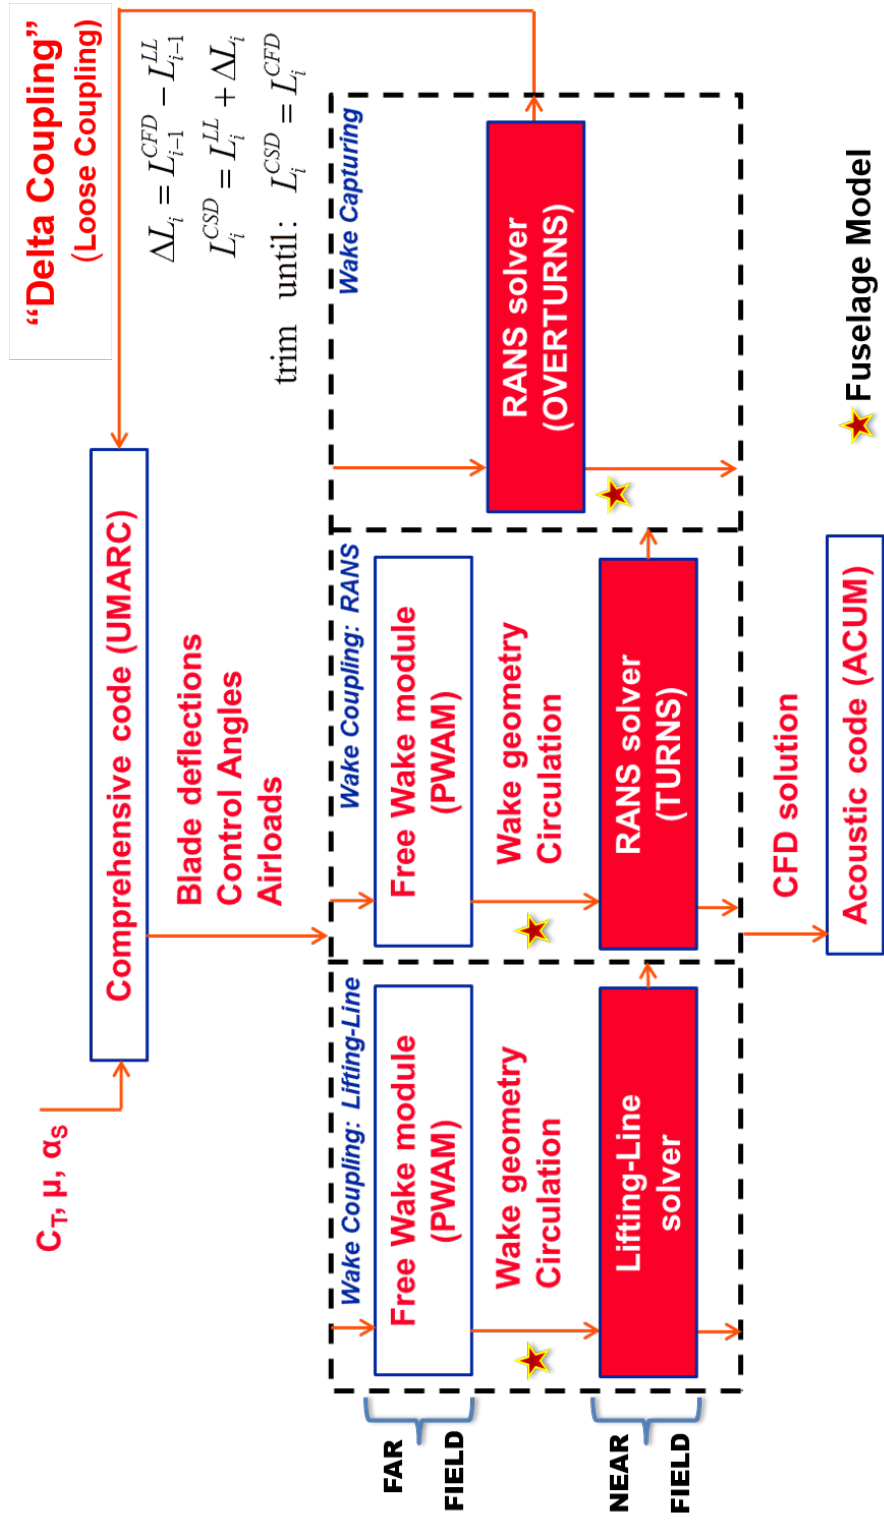 “Delta Coupling”
(Loose Coupling)
C_T, μ, α_S
Comprehensive code (UMARC)
ΔL_i = L_{i-1}^{CFD} − L_{i-1}^{LL}
L_i^{CSD} = L_i^{LL} + ΔL_i
trim until: L_i^{CSD} = L_i^{CFD}
Blade deflections
Control Angles
Airloads
Wake Coupling: Lifting-Line
Free Wake module
(PWAM)
Wake geometry
Circulation
Lifting-Line
solver
Wake Coupling: RANS
Free Wake module
(PWAM)
Wake geometry
Circulation
RANS solver
(TURNS)
Wake Capturing
RANS solver
(OVERTURNS)
FAR
FIELD
NEAR
FIELD
CFD solution
Acoustic code (ACUM)
Fuselage Model